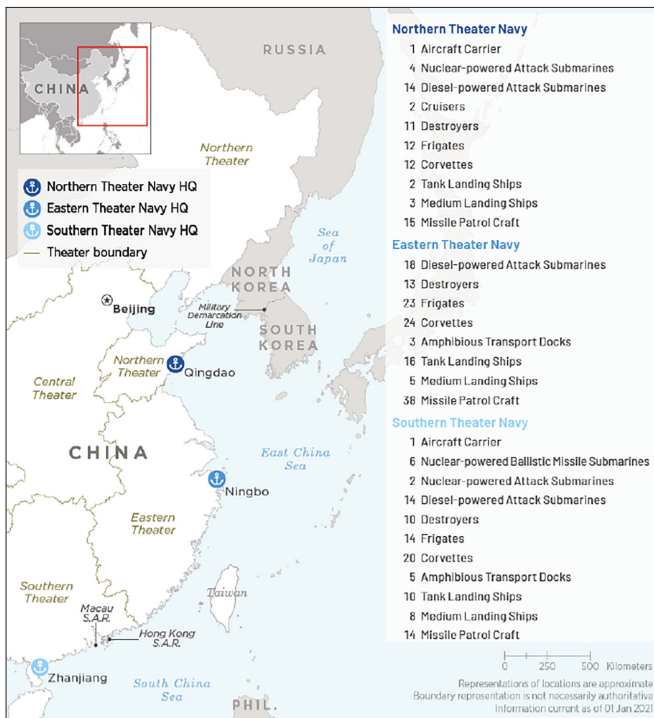 CHINA
RUSSIA
Northern
Theater
Northern Theater Navy HQ
Eastern Theater Navy HQ
Southern Theater Navy HQ
Theater boundary
Sea
of
Japan
NORTH
KOREA
Beijing
Military
Demarcation
Line
SOUTH
KOREA
Northern
Theater
Qingdao
Central
Theater
CHINA
East China
Sea
Ningbo
Eastern
Theater
Southern
Theater
Taiwan
Macau
S.A.R.
Hong Kong
S.A.R.
Zhanjiang
South China
Sea
PHIL.
Northern Theater Navy
1 Aircraft Carrier
4 Nuclear-powered Attack Submarines
14 Diesel-powered Attack Submarines
2 Cruisers
11 Destroyers
12 Frigates
12 Corvettes
2 Tank Landing Ships
3 Medium Landing Ships
15 Missile Patrol Craft
Eastern Theater Navy
18 Diesel-powered Attack Submarines
13 Destroyers
23 Frigates
24 Corvettes
3 Amphibious Transport Docks
16 Tank Landing Ships
5 Medium Landing Ships
38 Missile Patrol Craft
Southern Theater Navy
1 Aircraft Carrier
6 Nuclear-powered Ballistic Missile Submarines
2 Nuclear-powered Attack Submarines
14 Diesel-powered Attack Submarines
10 Destroyers
14 Frigates
20 Corvettes
5 Amphibious Transport Docks
10 Tank Landing Ships
8 Medium Landing Ships
14 Missile Patrol Craft
0 250 500 Kilometers
Representations of locations are approximate
Boundary representation is not necessarily authoritative
Information current as of 01 Jan 2021